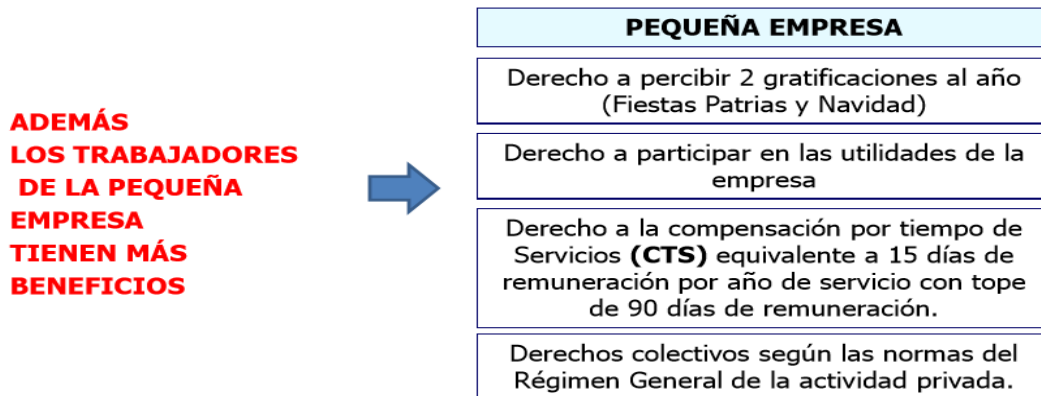 ADEMÁS
LOS TRABAJADORES
DE LA PEQUEÑA
EMPRESA
TIENEN MÁS
BENEFICIOS
PEQUEÑA EMPRESA
Derecho a percibir 2 gratificaciones al año
(Fiestas Patrias y Navidad)
Derecho a participar en las utilidades de la
empresa
Derecho a la compensación por tiempo de
Servicios (CTS) equivalente a 15 días de
remuneración por año de servicio con tope
de 90 días de remuneración.
Derechos colectivos según las normas del
Régimen General de la actividad privada.